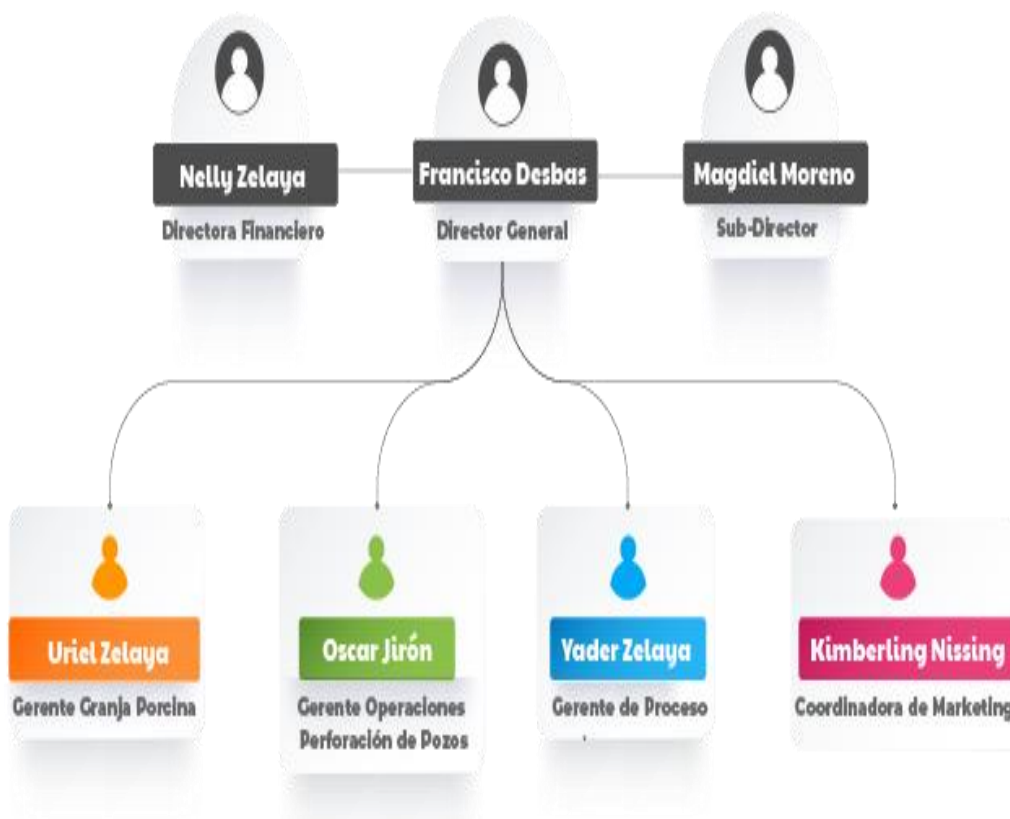 Nelly Zelaya
Directora Financiero
Francisco Desbas
Director General
Magdiel Moreno
Sub-Director
Uriel Zelaya
Gerente Granja Porcina
Oscar Jirón
Gerente Operaciones
Perforación de Pozos
Yader Zelaya
Gerente de Proceso
Kimberling Nissing
Coordinadora de Marketing